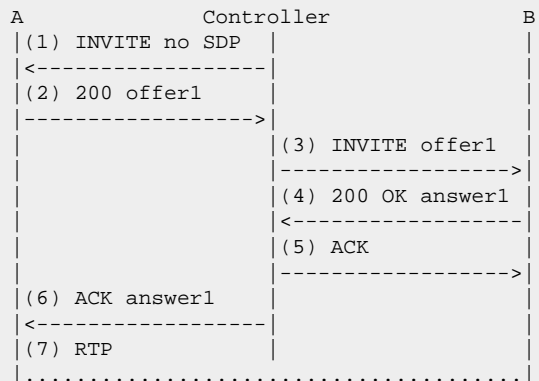 A Controller B
(1) INVITE no SDP
(2) 200 offer1
(3) INVITE offer1
(4) 200 OK answer1
(5) ACK
(6) ACK answer1
(7) RTP